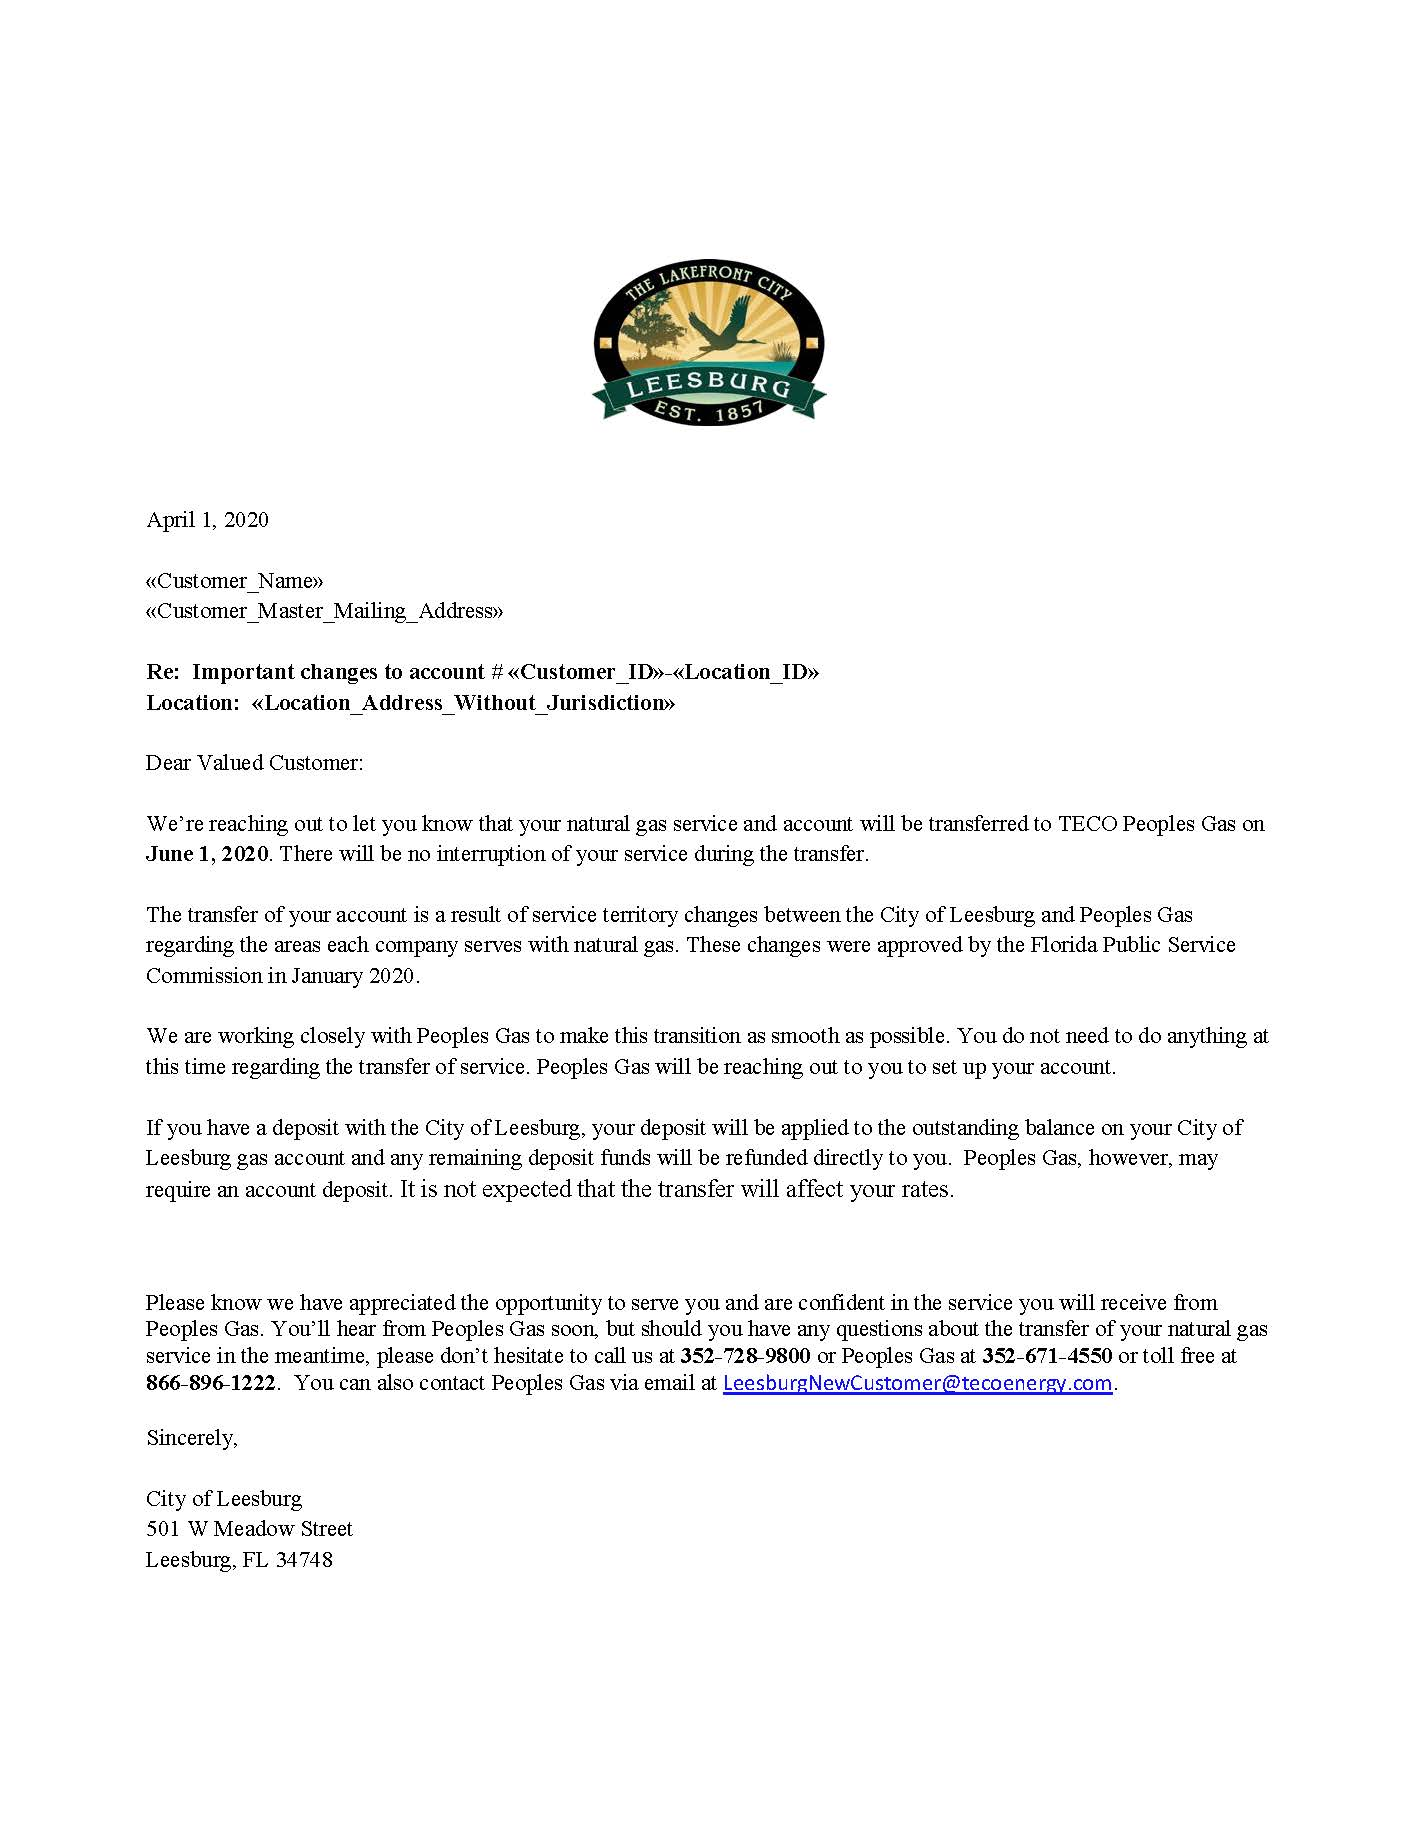 THE LAKEFRONT CITY
LEESBURG
EST. 1857
April 1, 2020
«Customer_Name»
«Customer_Master_Mailing_Address»
Re:  Important changes to account # «Customer_ID»-«Location_ID»
Location:  «Location_Address_Without_Jurisdiction»
Dear Valued Customer:
We’re reaching out to let you know that your natural gas service and account will be transferred to TECO Peoples Gas on
June 1, 2020. There will be no interruption of your service during the transfer.
The transfer of your account is a result of service territory changes between the City of Leesburg and Peoples Gas
regarding the areas each company serves with natural gas. These changes were approved by the Florida Public Service
Commission in January 2020.
We are working closely with Peoples Gas to make this transition as smooth as possible. You do not need to do anything at
this time regarding the transfer of service. Peoples Gas will be reaching out to you to set up your account.
If you have a deposit with the City of Leesburg, your deposit will be applied to the outstanding balance on your City of
Leesburg gas account and any remaining deposit funds will be refunded directly to you.  Peoples Gas, however, may
require an account deposit. It is not expected that the transfer will affect your rates.
Please know we have appreciated the opportunity to serve you and are confident in the service you will receive from
Peoples Gas. You’ll hear from Peoples Gas soon, but should you have any questions about the transfer of your natural gas
service in the meantime, please don’t hesitate to call us at 352-728-9800 or Peoples Gas at 352-671-4550 or toll free at
866-896-1222.  You can also contact Peoples Gas via email at LeesburgNewCustomer@tecoenergy.com.
Sincerely,
City of Leesburg
501 W Meadow Street
Leesburg, FL 34748